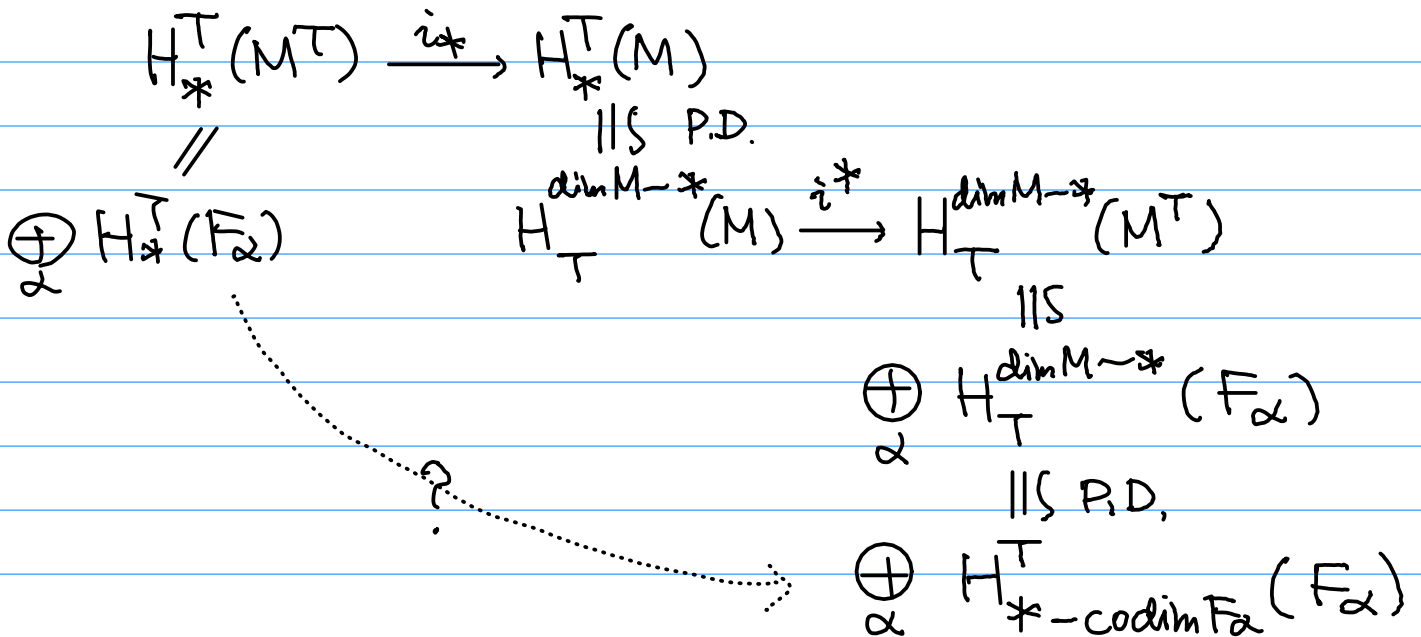 H^T_*(M^T) --i_*--> H^T_*(M)
// ||S P.D.
⊕_α H^T_*(F_α) H_T^{dim M-*}(M) --i^*--> H_T^{dim M-*}(M^T)
||S
⊕_α H_T^{dim M-*}(F_α)
? ||S P.D.
⊕_α H^T_{*-codim F_α}(F_α)